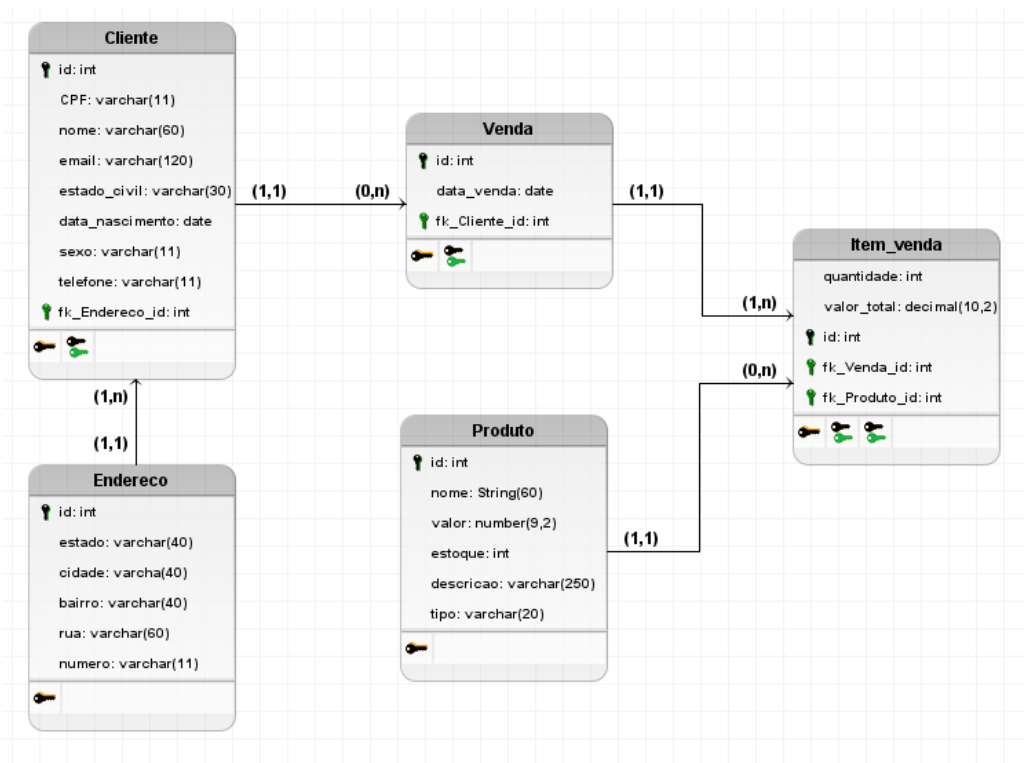 Cliente
id: int
CPF: varchar(11)
nome: varchar(60)
email: varchar(120)
estado_civil: varchar(30)
data_nascimento: date
sexo: varchar(11)
telefone: varchar(11)
fk_Endereco_id: int
(1,1)
(0,n)
Venda
id: int
data_venda: date
fk_Cliente_id: int
(1,1)
(1,n)
Item_venda
quantidade: int
valor_total: decimal(10,2)
id: int
fk_Venda_id: int
fk_Produto_id: int
(0,n)
(1,n)
(1,1)
Endereco
id: int
estado: varchar(40)
cidade: varcha(40)
bairro: varchar(40)
rua: varchar(60)
numero: varchar(11)
Produto
id: int
nome: String(60)
valor: number(9,2)
estoque: int
descricao: varchar(250)
tipo: varchar(20)
(1,1)